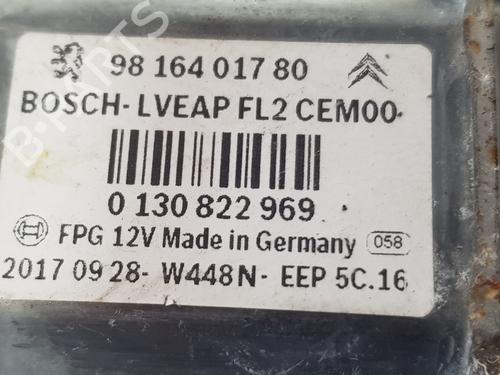 98 164 017 80
BOSCH- LVEAP FL2 CEM00
0 130 822 969
FPG 12V Made in Germany 058
2017 09 28- W448N- EEP 5C.16
B-PARTS